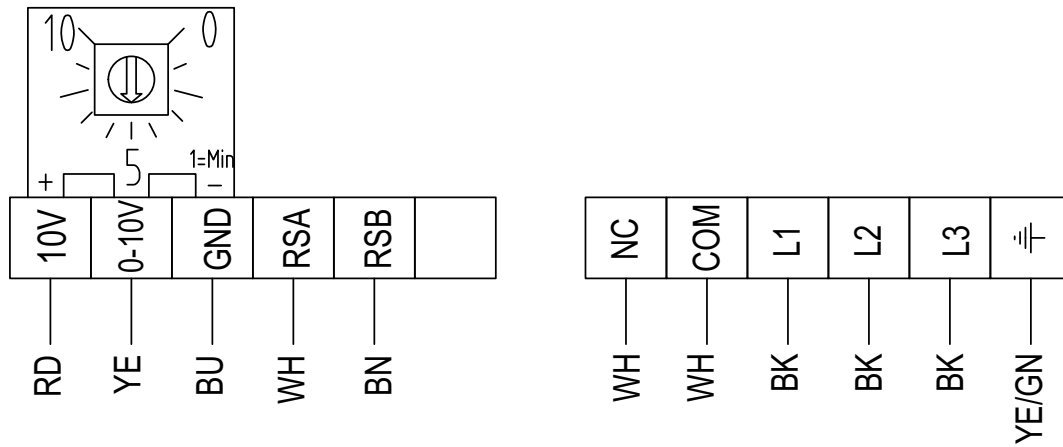 10 0
5 1=Min
+ -
10V 0-10V GND RSA RSB NC COM L1 L2 L3
RD YE BU WH BN WH WH BK BK BK YE/GN